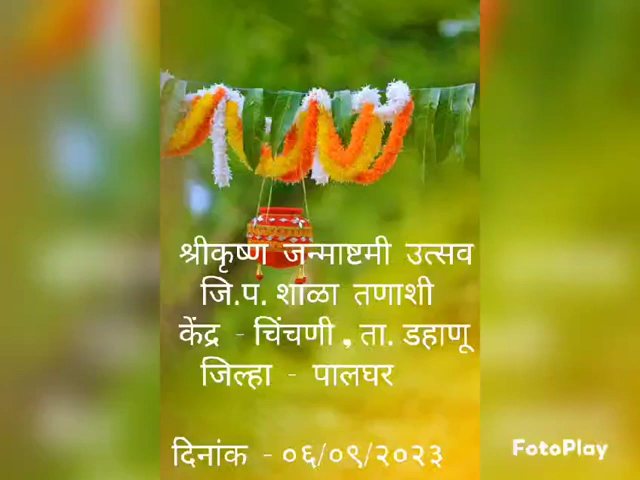 श्रीकृष्ण जन्माष्टमी उत्सव
जि.प. शाळा तणाशी
केंद्र - चिंचणी , ता. डहाणू
जिल्हा - पालघर
दिनांक - ०६/०९/२०२३
FotoPlay